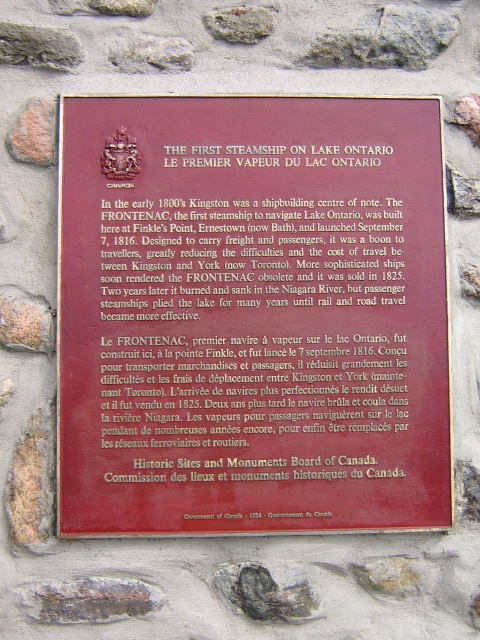 THE FIRST STEAMSHIP ON LAKE ONTARIO
LE PREMIER VAPEUR DU LAC ONTARIO
CANADA
In the early 1800's Kingston was a shipbuilding centre of note. The
FRONTENAC, the first steamship to navigate Lake Ontario, was built
here at Finkle's Point, Ernestown (now Bath), and launched September
7, 1816. Designed to carry freight and passengers, it was a boon to
travellers, greatly reducing the difficulties and the cost of travel be-
tween Kingston and York (now Toronto). More sophisticated ships
soon rendered the FRONTENAC obsolete and it was sold in 1825.
Two years later it burned and sank in the Niagara River, but passenger
steamships plied the lake for many years until rail and road travel
became more effective.
Le FRONTENAC, premier navire à vapeur sur le lac Ontario, fut
construit ici, à la pointe Finkle, et fut lancé le 7 septembre 1816. Conçu
pour transporter marchandises et passagers, il réduisit grandement les
difficultés et les frais de déplacement entre Kingston et York (mainte-
nant Toronto). L'arrivée de navires plus perfectionnés le rendit désuet
et il fut vendu en 1825. Deux ans plus tard le navire brûla et coula dans
la rivière Niagara. Les vapeurs pour passagers naviguèrent sur le lac
pendant de nombreuses années encore, pour enfin être remplacés par
les réseaux ferroviaires et routiers.
Historic Sites and Monuments Board of Canada.
Commission des lieux et monuments historiques du Canada.
Government of Canada - 1924 - Gouvernement du Canada